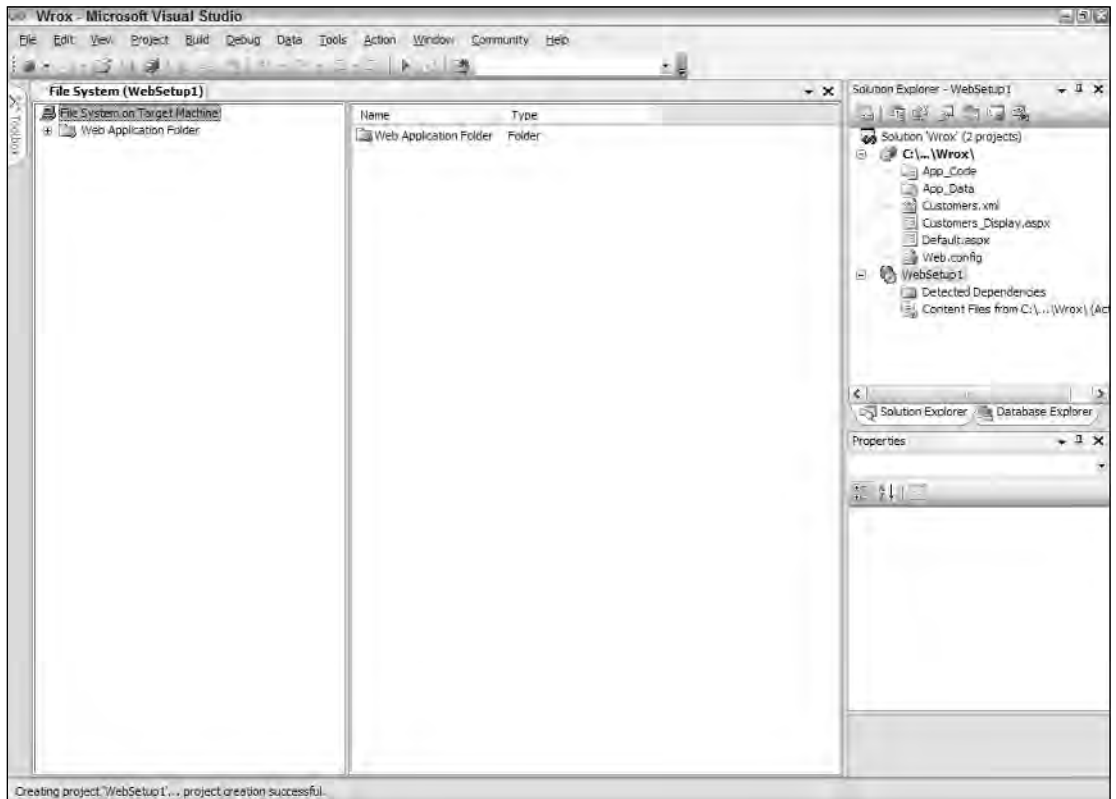 Wrox - Microsoft Visual Studio
File Edit View Project Build Debug Data Tools Action Window Community Help
Toolbox
File System (WebSetup1)
File System on Target Machine
Web Application Folder
Name Type
Web Application Folder Folder
Solution Explorer - WebSetup1
Solution 'Wrox' (2 projects)
C:\...\Wrox\
App_Code
App_Data
Customers.xml
Customers_Display.aspx
Default.aspx
Web.config
WebSetup1
Detected Dependencies
Content Files from C:\...\Wrox\ (Act
Solution Explorer Database Explorer
Properties
Creating project 'WebSetup1'... project creation successful.